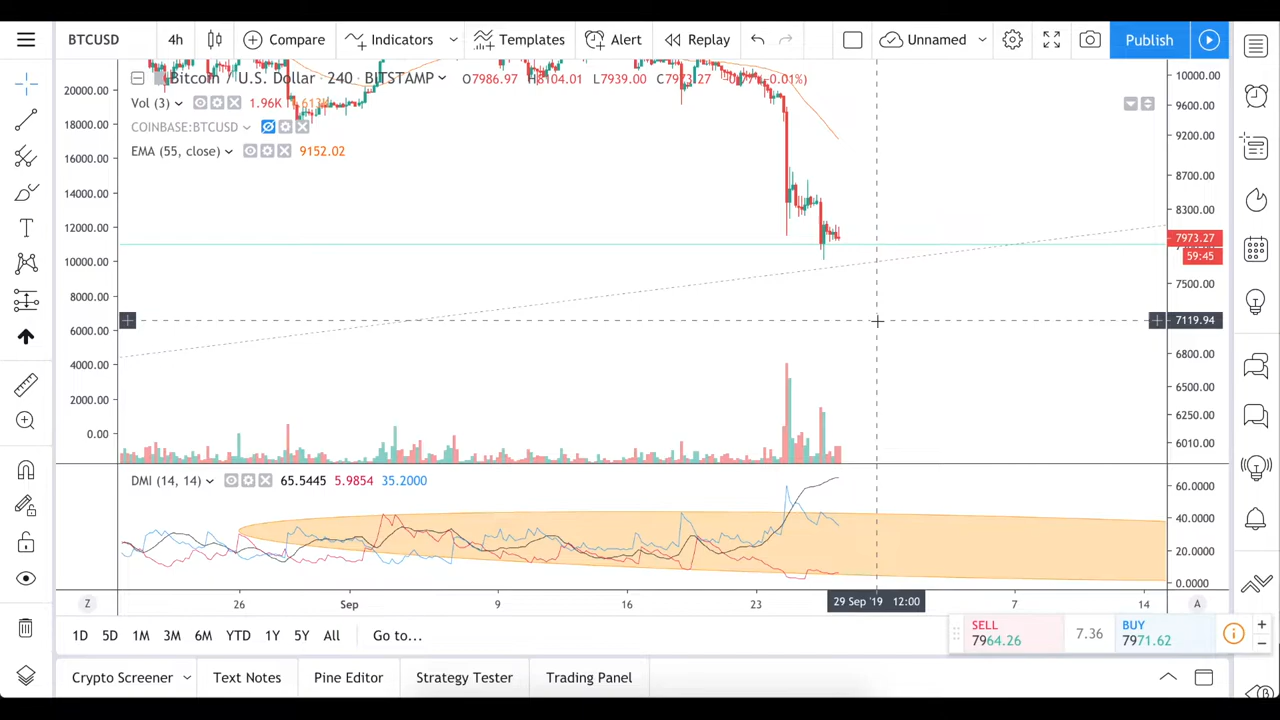 BTCUSD 4h Compare Indicators Templates Alert Replay Unnamed Publish
Bitcoin / U.S. Dollar · 240 · BITSTAMP O7986.97 H8104.01 L7939.00 C7973.27
Vol (3) 1.96K
COINBASE:BTCUSD
EMA (55, close) 9152.02
20000.00
18000.00
16000.00
14000.00
12000.00
10000.00
8000.00
6000.00
4000.00
2000.00
0.00
10000.00
9600.00
9200.00
8700.00
8300.00
7973.27
59:45
7500.00
7119.94
6800.00
6500.00
6250.00
6010.00
DMI (14, 14) 65.5445 5.9854 35.2000
60.0000
40.0000
20.0000
0.0000
Z 26 Sep 9 16 23 29 Sep '19 12:00 7 14 A
1D 5D 1M 3M 6M YTD 1Y 5Y All Go to...
SELL
7964.26
7.36
BUY
7971.62
Crypto Screener Text Notes Pine Editor Strategy Tester Trading Panel